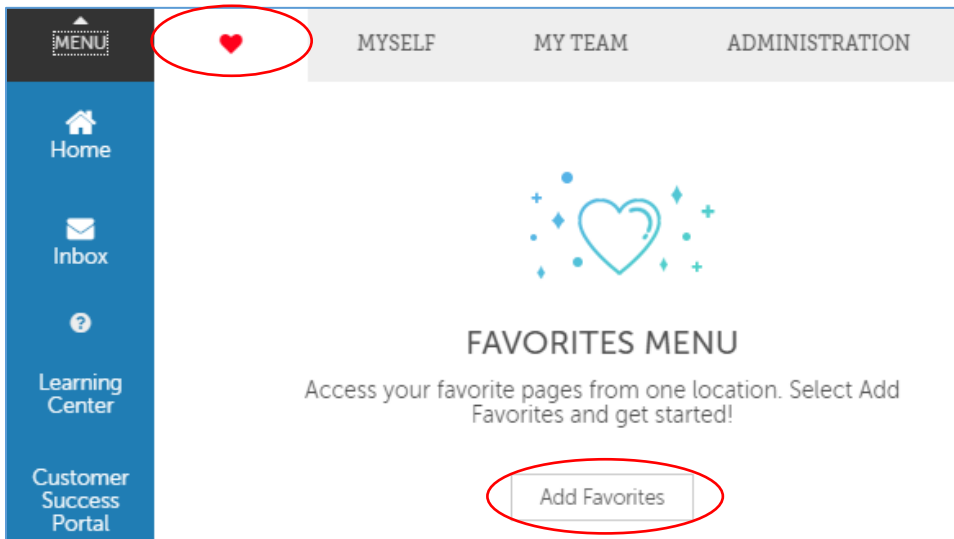 MENU
MYSELF
MY TEAM
ADMINISTRATION
Home
Inbox
?
Learning
Center
Customer
Success
Portal
FAVORITES MENU
Access your favorite pages from one location. Select Add
Favorites and get started!
Add Favorites